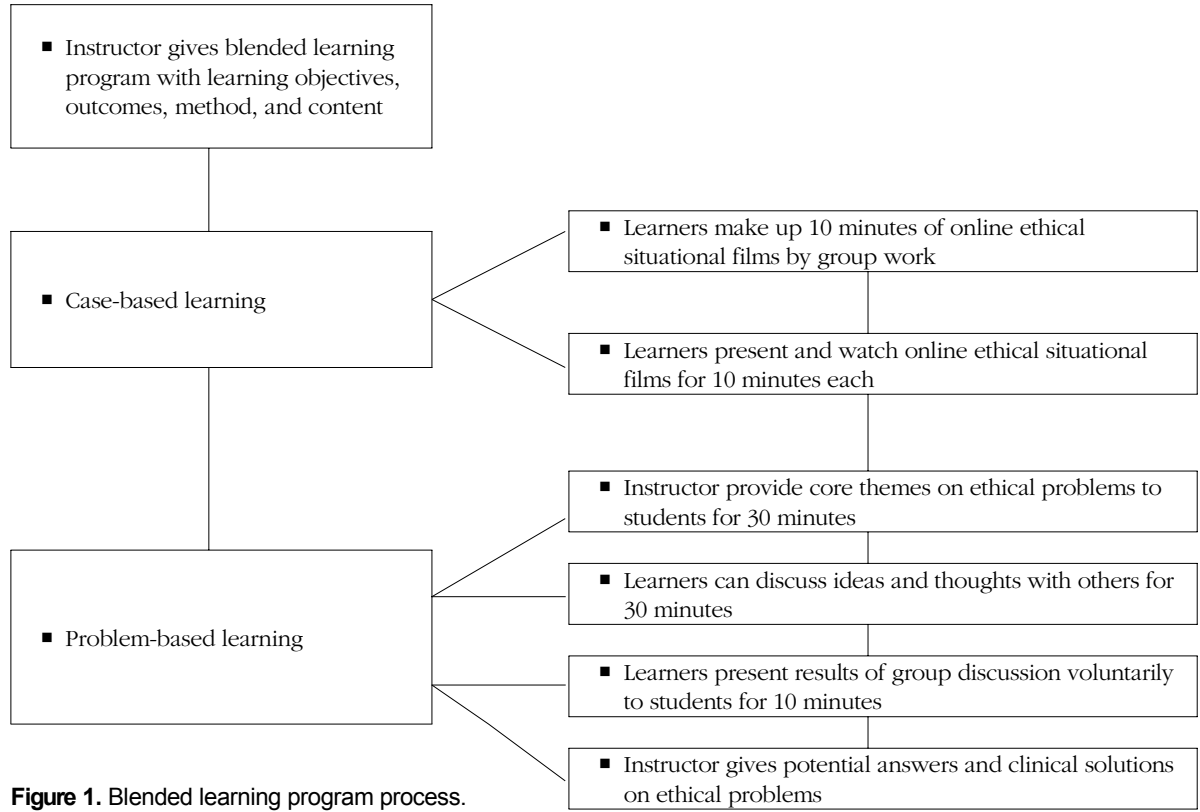 ▪ Instructor gives blended learning
program with learning objectives,
outcomes, method, and content
▪ Case-based learning
▪ Learners make up 10 minutes of online ethical
situational films by group work
▪ Learners present and watch online ethical situational
films for 10 minutes each
▪ Problem-based learning
▪ Instructor provide core themes on ethical problems to
students for 30 minutes
▪ Learners can discuss ideas and thoughts with others for
30 minutes
▪ Learners present results of group discussion voluntarily
to students for 10 minutes
▪ Instructor gives potential answers and clinical solutions
on ethical problems
Figure 1. Blended learning program process.